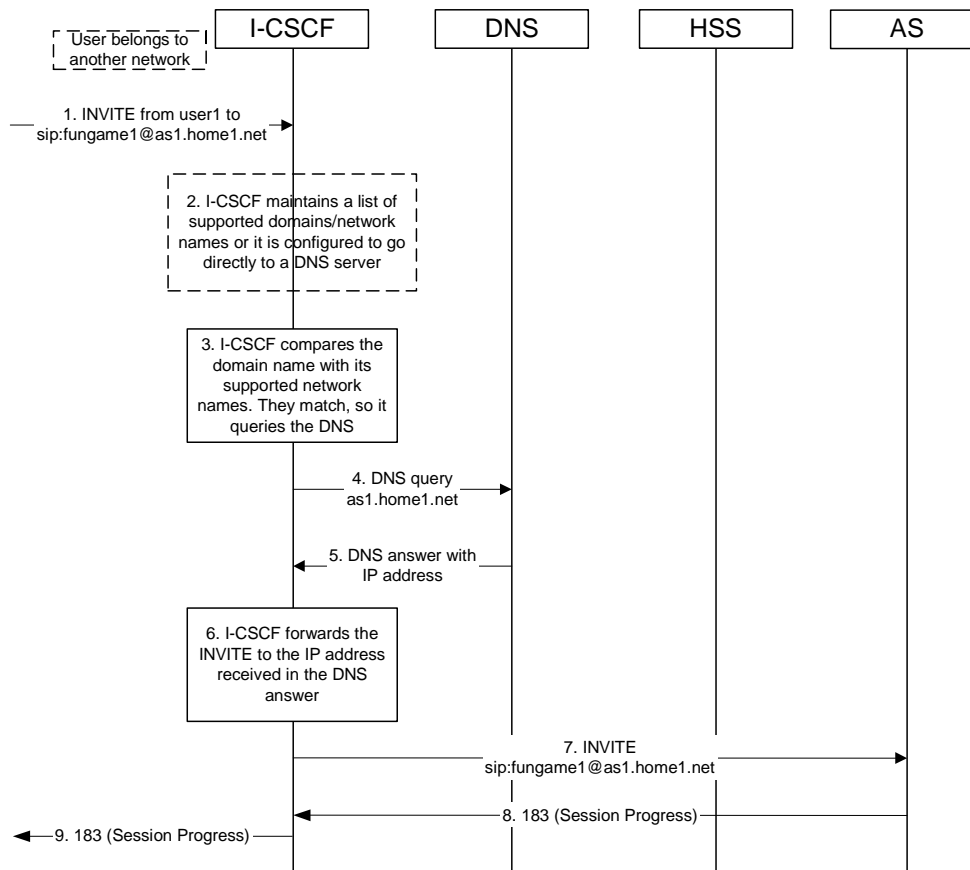 I-CSCF
DNS
HSS
AS
User belongs to
another network
1. INVITE from user1 to
sip:fungame1@as1.home1.net
2. I-CSCF maintains a list of
supported domains/network
names or it is configured to go
directly to a DNS server
3. I-CSCF compares the
domain name with its
supported network
names. They match, so it
queries the DNS
4. DNS query
as1.home1.net
5. DNS answer with
IP address
6. I-CSCF forwards the
INVITE to the IP address
received in the DNS
answer
7. INVITE
sip:fungame1@as1.home1.net
8. 183 (Session Progress)
9. 183 (Session Progress)